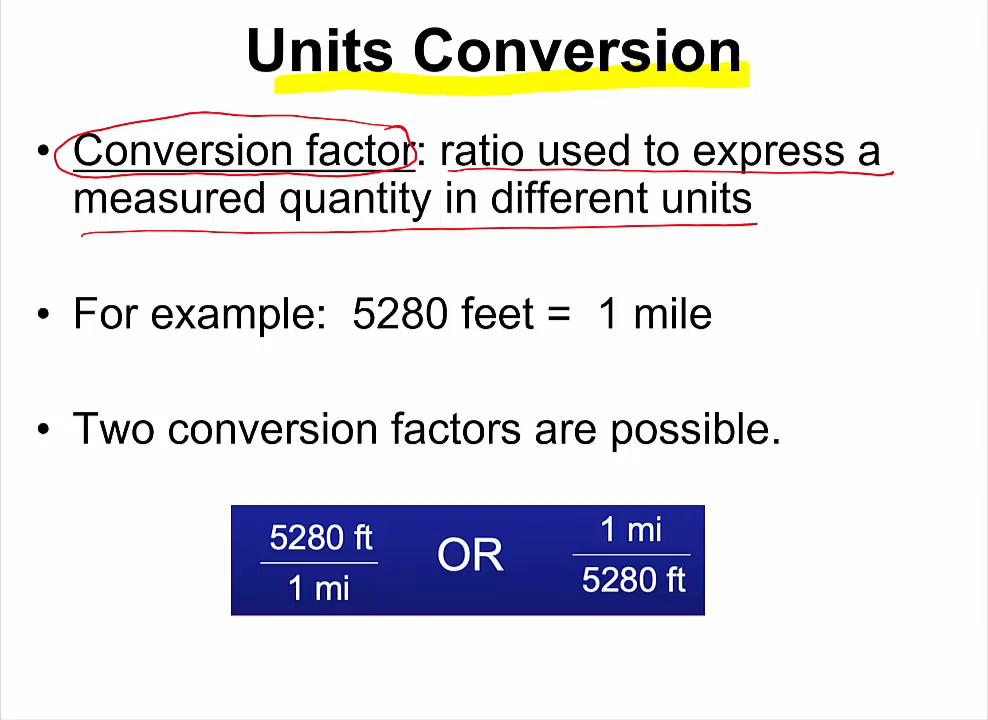 Units Conversion
• Conversion factor: ratio used to express a
measured quantity in different units
• For example: 5280 feet = 1 mile
• Two conversion factors are possible.
5280 ft
1 mi
OR
1 mi
5280 ft